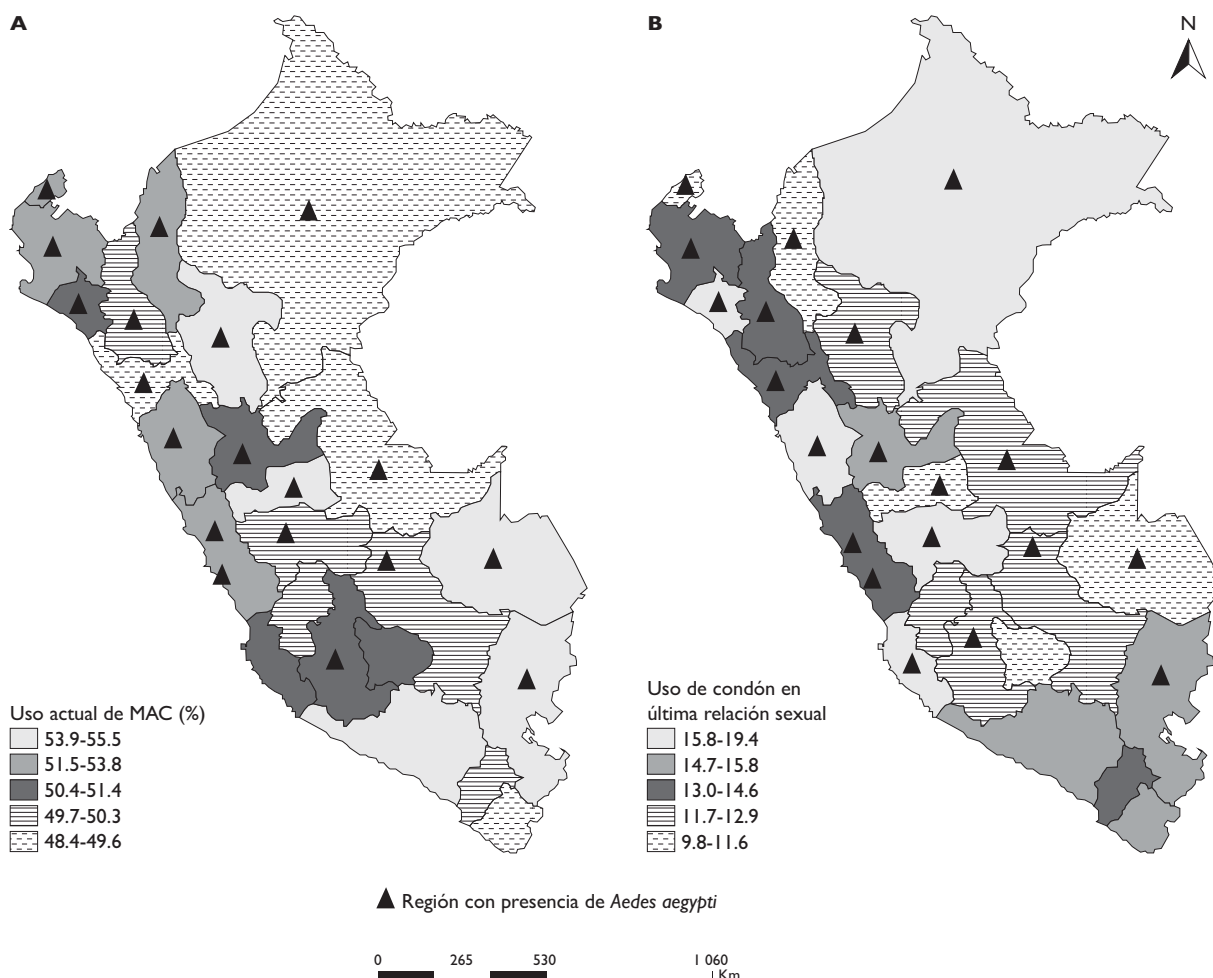 A
B
N
Uso actual de MAC (%)
53.9-55.5
51.5-53.8
50.4-51.4
49.7-50.3
48.4-49.6
Uso de condón en
última relación sexual
15.8-19.4
14.7-15.8
13.0-14.6
11.7-12.9
9.8-11.6
Región con presencia de Aedes aegypti
0 265 530 1 060
Km